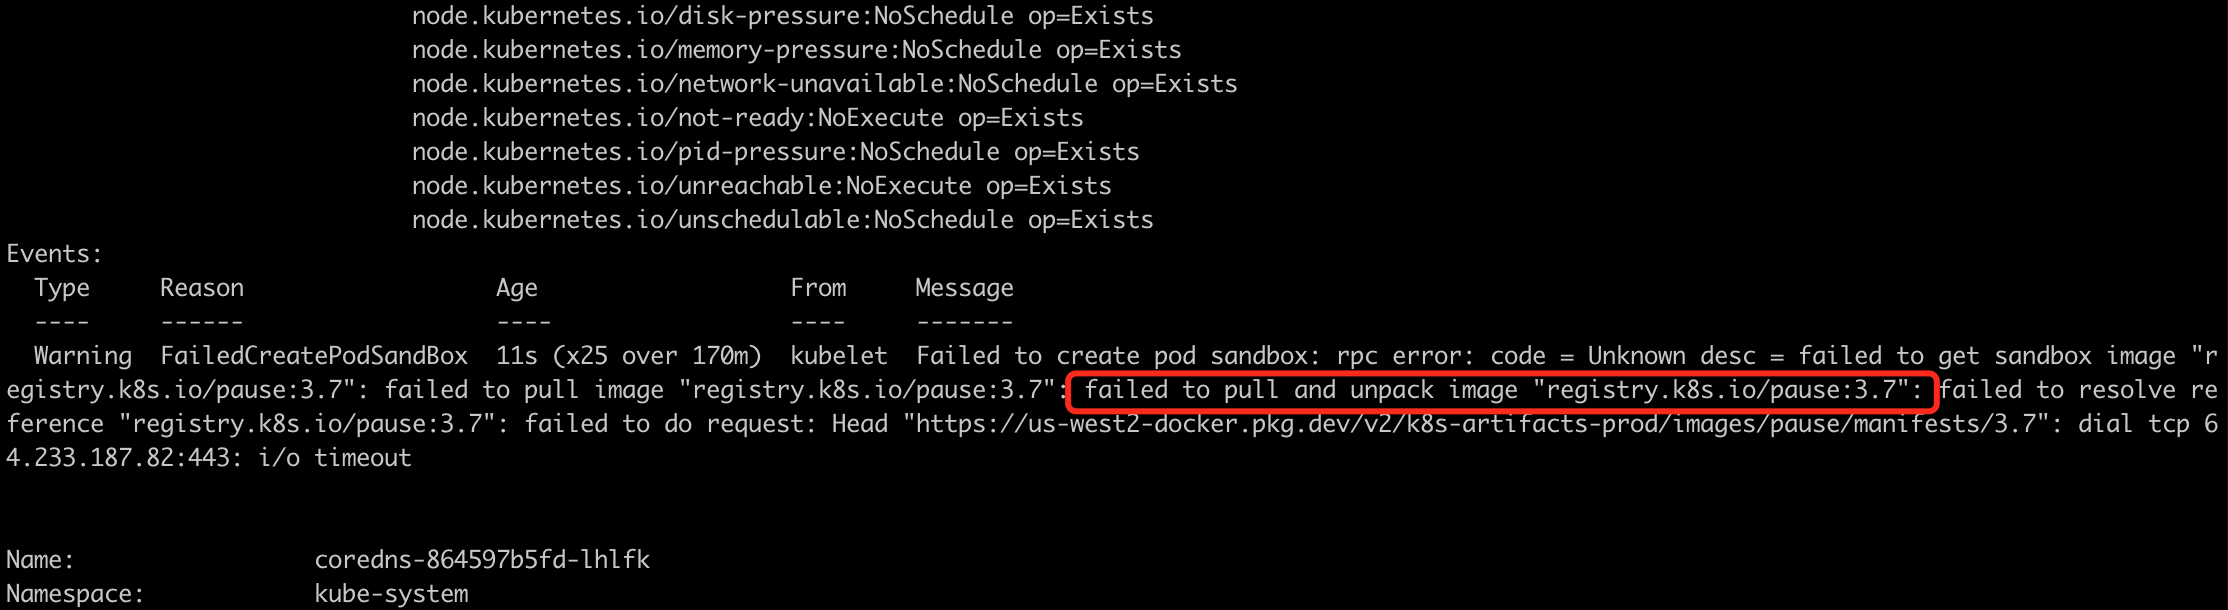 node.kubernetes.io/disk-pressure:NoSchedule op=Exists
node.kubernetes.io/memory-pressure:NoSchedule op=Exists
node.kubernetes.io/network-unavailable:NoSchedule op=Exists
node.kubernetes.io/not-ready:NoExecute op=Exists
node.kubernetes.io/pid-pressure:NoSchedule op=Exists
node.kubernetes.io/unreachable:NoExecute op=Exists
node.kubernetes.io/unschedulable:NoSchedule op=Exists
Events:
Type Reason Age From Message
---- ------ ---- ---- -------
Warning FailedCreatePodSandBox 11s (x25 over 170m) kubelet Failed to create pod sandbox: rpc error: code = Unknown desc = failed to get sandbox image "r
egistry.k8s.io/pause:3.7": failed to pull image "registry.k8s.io/pause:3.7": failed to pull and unpack image "registry.k8s.io/pause:3.7": failed to resolve re
ference "registry.k8s.io/pause:3.7": failed to do request: Head "https://us-west2-docker.pkg.dev/v2/k8s-artifacts-prod/images/pause/manifests/3.7": dial tcp 6
4.233.187.82:443: i/o timeout
Name: coredns-864597b5fd-lhlfk
Namespace: kube-system